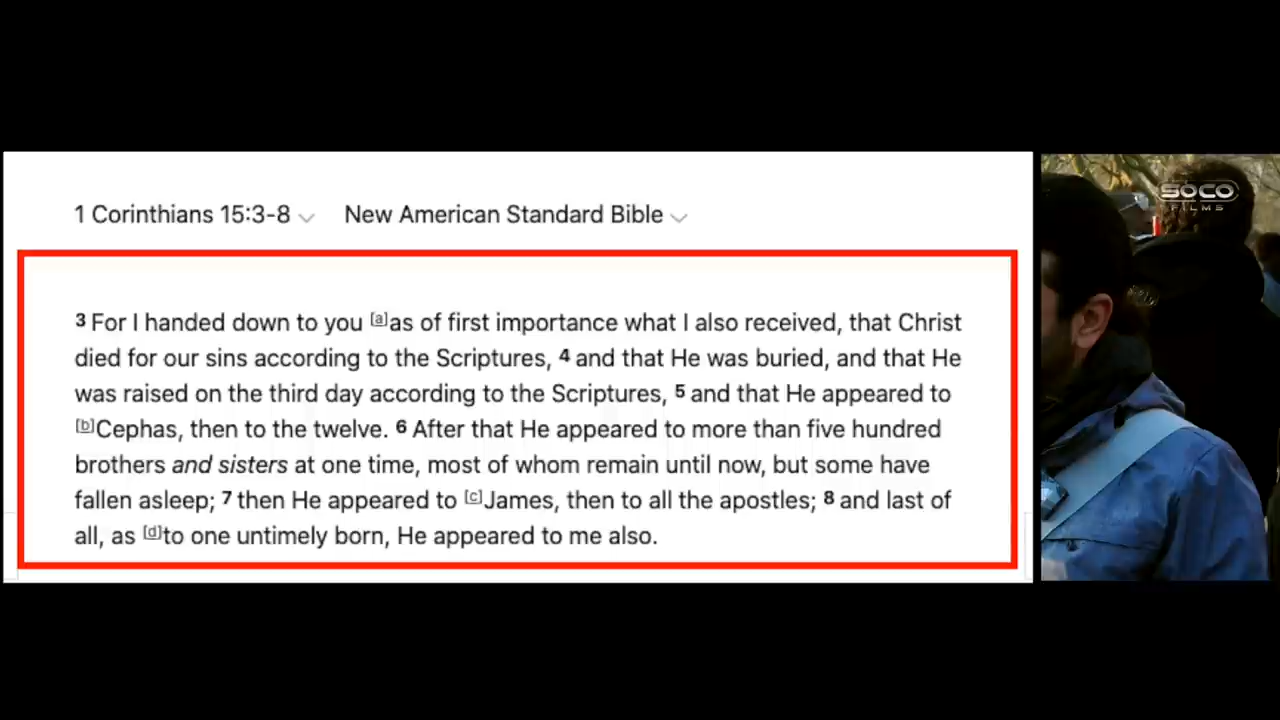 1 Corinthians 15:3-8 New American Standard Bible
3 For I handed down to you [a]as of first importance what I also received, that Christ
died for our sins according to the Scriptures, 4 and that He was buried, and that He
was raised on the third day according to the Scriptures, 5 and that He appeared to
[b]Cephas, then to the twelve. 6 After that He appeared to more than five hundred
brothers and sisters at one time, most of whom remain until now, but some have
fallen asleep; 7 then He appeared to [c]James, then to all the apostles; 8 and last of
all, as [d]to one untimely born, He appeared to me also.
SOCO
FILMS